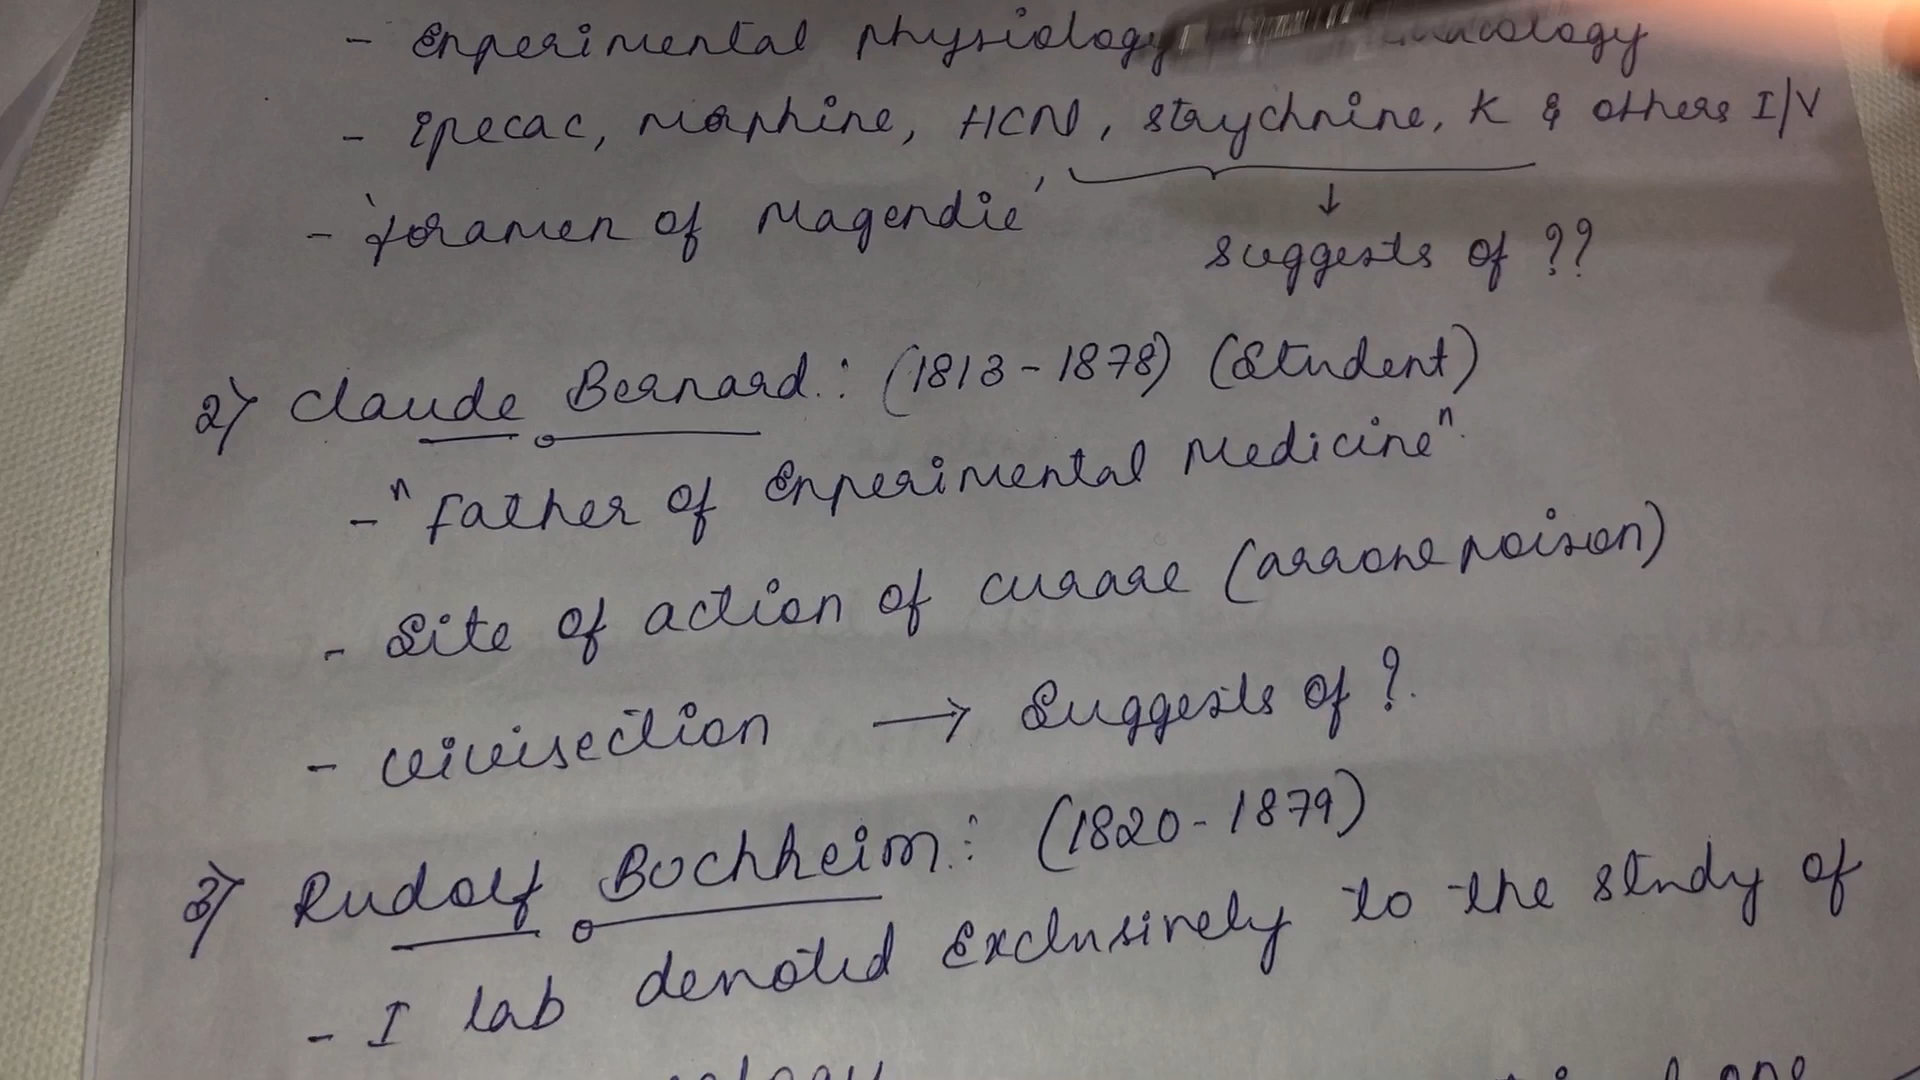 - Experimental physiology
- Ipecac, Morphine, HCN, Strychnine, K & others I/V
- 'foramen of Magendie'
↓
suggests of ??
2) Claude Bernard : (1813 - 1878) (Student)
- "Father of Experimental Medicine"
- Site of action of curare (arrow poison)
- vivisection → Suggests of ?
3) Rudolf Buchheim : (1820 - 1879)
- I lab devoted Exclusively to the study of